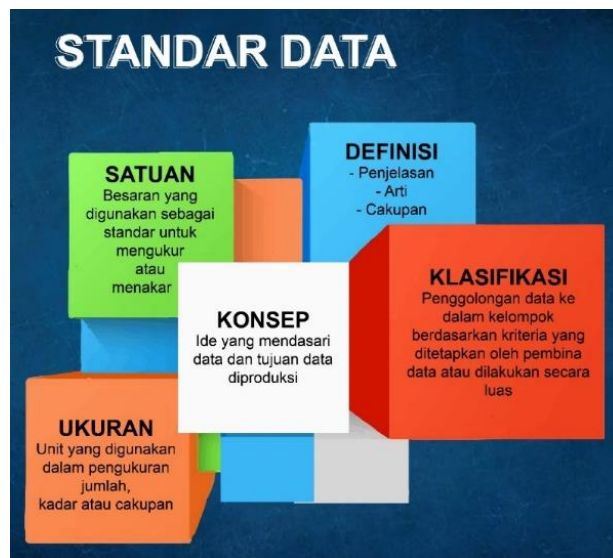 STANDAR DATA
SATUAN
Besaran yang
digunakan sebagai
standar untuk
mengukur
atau
menakar
DEFINISI
- Penjelasan
- Arti
- Cakupan
KONSEP
Ide yang mendasari
data dan tujuan data
diproduksi
KLASIFIKASI
Penggolongan data ke
dalam kelompok
berdasarkan kriteria yang
ditetapkan oleh pembina
data atau dilakukan secara
luas
UKURAN
Unit yang digunakan
dalam pengukuran
jumlah,
kadar atau cakupan